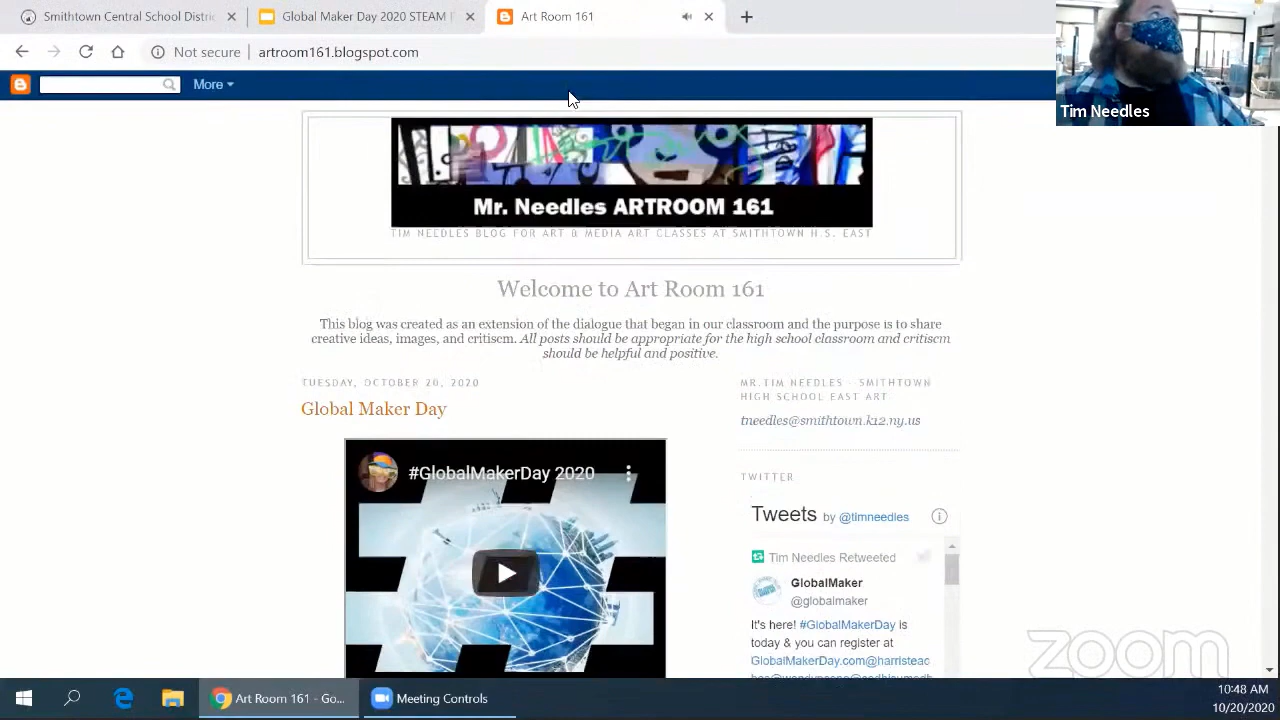 Smithtown Central School Distric
Global Maker Day - STEAM P
Art Room 161
Not secure
artroom161.blogspot.com
More
Tim Needles
Mr. Needles ARTROOM 161
TIM NEEDLES BLOG FOR ART & MEDIA ART CLASSES AT SMITHTOWN H.S. EAST
Welcome to Art Room 161
This blog was created as an extension of the dialogue that began in our classroom and the purpose is to share
creative ideas, images, and critiscm. All posts should be appropriate for the high school classroom and critiscm
should be helpful and positive.
TUESDAY, OCTOBER 20, 2020
Global Maker Day
#GlobalMakerDay 2020
MR.TIM NEEDLES - SMITHTOWN
HIGH SCHOOL EAST ART
tneedles@smithtown.k12.ny.us
TWITTER
Tweets by @timneedles
Tim Needles Retweeted
GlobalMaker
@globalmaker
It's here! #GlobalMakerDay is
today & you can register at
GlobalMakerDay.com@harristeac
zoom
Art Room 161 - Go...
Meeting Controls
10:48 AM
10/20/2020